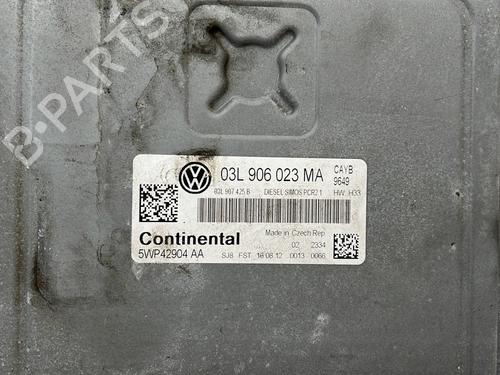 B-PARTS
03L 906 023 MA
CAYB
9649
03L 907 425 B DIESEL SIMOS PCR2.1 HW: H33
Made in Czech Rep
Continental
02 2334
5WP42904 AA SJ8 FST 16 08 12 0013 0066